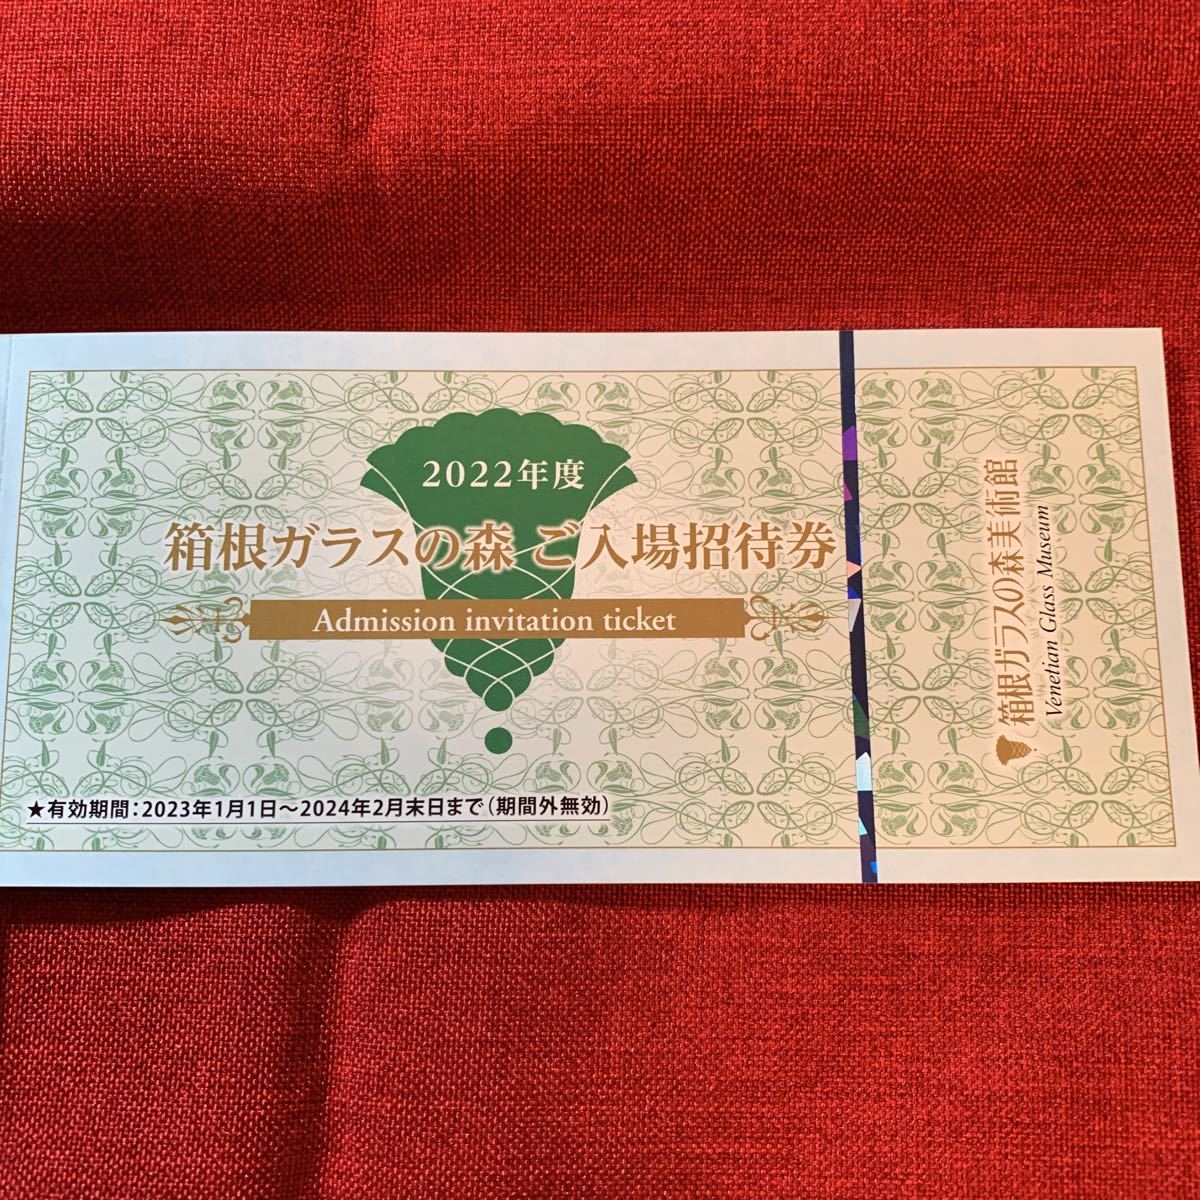 2022年度
箱根ガラスの森 ご入場招待券
Admission invitation ticket
★有効期間：2023年1月1日〜2024年2月末日まで（期間外無効）
箱根ガラスの森美術館
Venetian Glass Museum